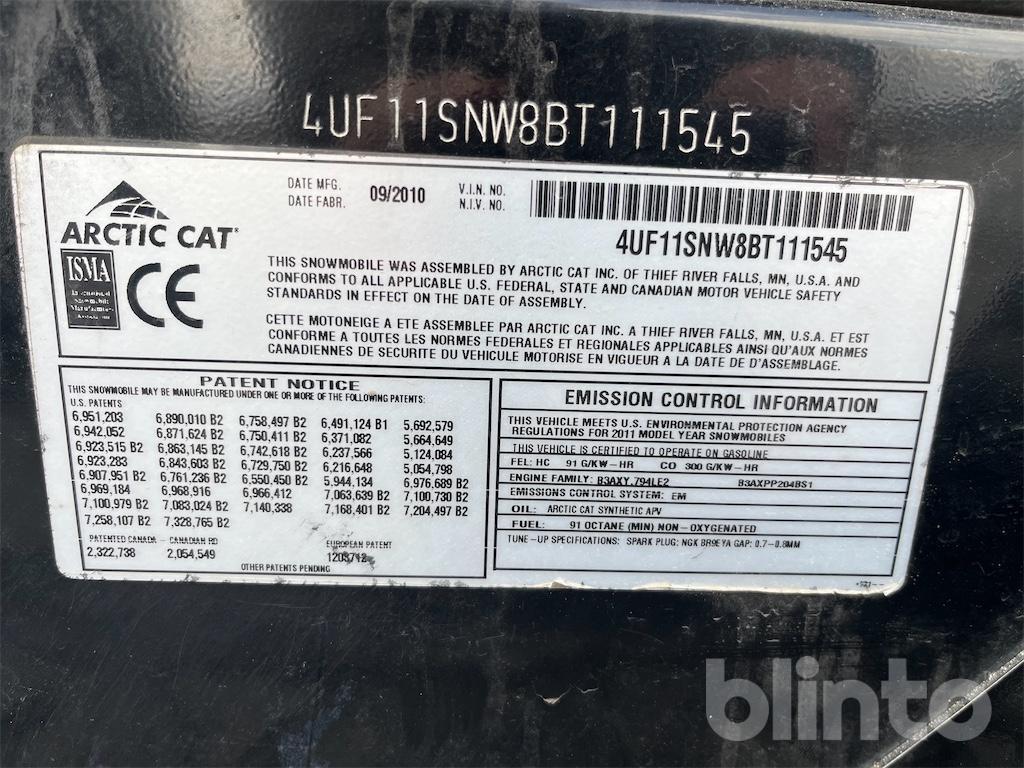 4UF11SNW8BT111545
ARCTIC CAT
DATE MFG. 09/2010 V.I.N. NO.
DATE FABR. N.I.V. NO.
4UF11SNW8BT111545
ISMA
International
Snowmobile
Manufacturers
CE
THIS SNOWMOBILE WAS ASSEMBLED BY ARCTIC CAT INC. OF THIEF RIVER FALLS, MN, U.S.A. AND
CONFORMS TO ALL APPLICABLE U.S. FEDERAL, STATE AND CANADIAN MOTOR VEHICLE SAFETY
STANDARDS IN EFFECT ON THE DATE OF ASSEMBLY.
CETTE MOTONEIGE A ETE ASSEMBLEE PAR ARCTIC CAT INC. A THIEF RIVER FALLS, MN, U.S.A. ET EST
CONFORME A TOUTES LES NORMES FEDERALES ET REGIONALES APPLICABLES AINSI QU'AUX NORMES
CANADIENNES DE SECURITE DU VEHICULE MOTORISE EN VIGUEUR A LA DATE DE D'ASSEMBLAGE.
PATENT NOTICE
THIS SNOWMOBILE MAY BE MANUFACTURED UNDER ONE OR MORE OF THE FOLLOWING PATENTS:
U.S. PATENTS
6,951,203 6,890,010 B2 6,758,497 B2 6,491,124 B1 5,692,579
6,942,052 6,871,624 B2 6,750,411 B2 6,371,082 5,664,649
6,923,515 B2 6,863,145 B2 6,742,618 B2 6,237,566 5,124,084
6,923,283 6,843,603 B2 6,729,750 B2 6,216,648 5,054,798
6,907,951 B2 6,761,236 B2 6,550,450 B2 5,944,134 6,976,689 B2
6,969,184 6,968,916 6,966,412 7,063,639 B2 7,100,730 B2
7,100,979 B2 7,083,024 B2 7,140,338 7,168,401 B2 7,204,497 B2
7,258,107 B2 7,328,765 B2
PATENTED CANADA - CANADIAN RD EUROPEAN PATENT
2,322,738 2,054,549 1203712
OTHER PATENTS PENDING
EMISSION CONTROL INFORMATION
THIS VEHICLE MEETS U.S. ENVIRONMENTAL PROTECTION AGENCY
REGULATIONS FOR 2011 MODEL YEAR SNOWMOBILES
THIS VEHICLE IS CERTIFIED TO OPERATE ON GASOLINE
FEL: HC 91 G/KW-HR CO 300 G/KW-HR
ENGINE FAMILY: B3AXY.794LE2 B3AXPP204BS1
EMISSIONS CONTROL SYSTEM: EM
OIL: ARCTIC CAT SYNTHETIC APV
FUEL: 91 OCTANE (MIN) NON-OXYGENATED
TUNE-UP SPECIFICATIONS: SPARK PLUG: NGK BR9EYA GAP: 0.7-0.8MM
blinto